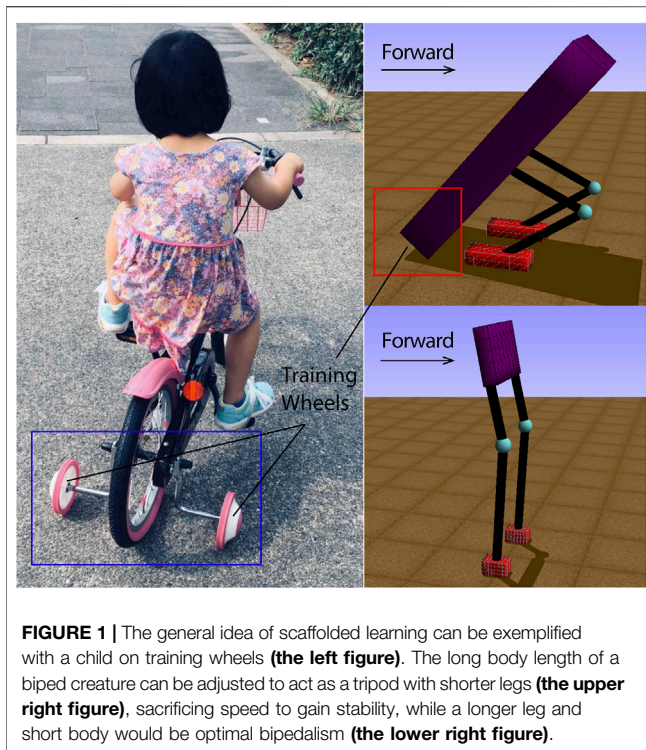 Forward
Forward
Training
Wheels
FIGURE 1 | The general idea of scaffolded learning can be exemplified
with a child on training wheels (the left figure). The long body length of a
biped creature can be adjusted to act as a tripod with shorter legs (the upper
right figure), sacrificing speed to gain stability, while a longer leg and
short body would be optimal bipedalism (the lower right figure).